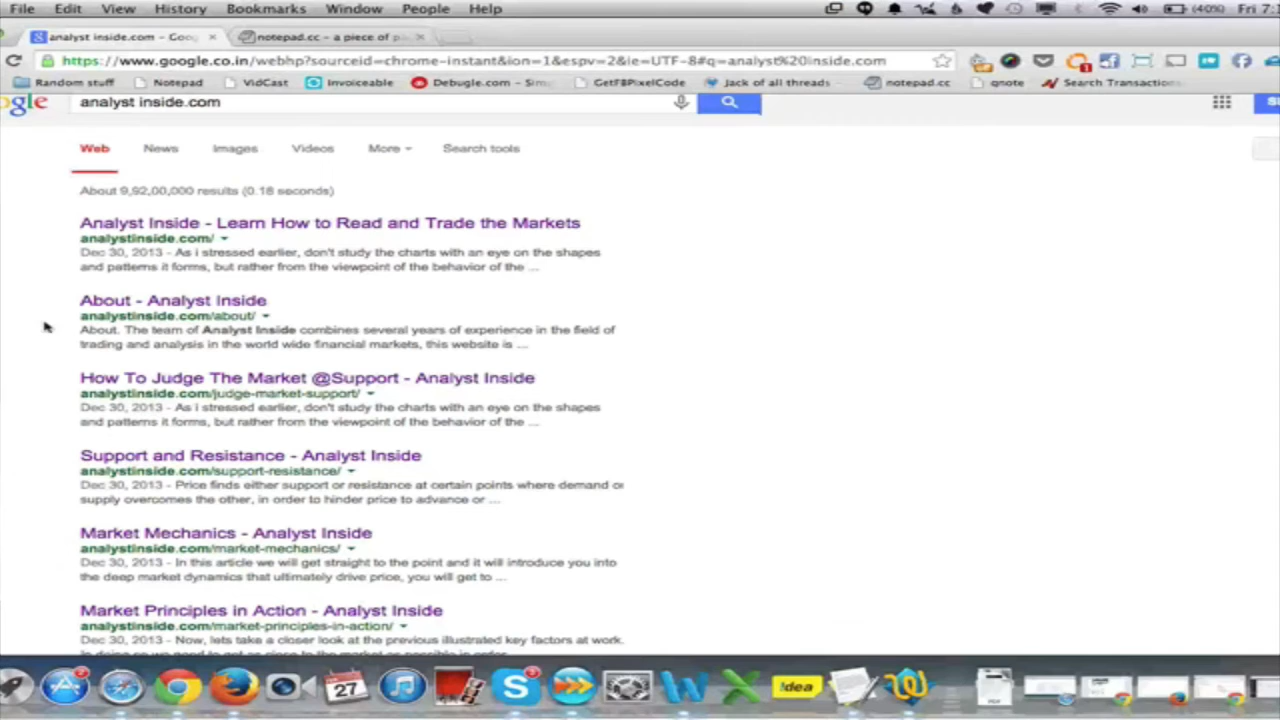 File Edit View History Bookmarks Window People Help (40%) Fri 7:
analyst inside.com - Goog notepad.cc - a piece of
https://www.google.co.in/webhp?sourceid=chrome-instant&ion=1&espv=2&ie=UTF-8#q=analyst%20inside.com
Random stuff Notepad VidCast Invoiceable Debugle.com - Sim GetFBPixelCode Jack of all threads notepad.cc qnote Search Transaction
ogle analyst inside.com
Web News Images Videos More Search tools
About 9,92,00,000 results (0.18 seconds)
Analyst Inside - Learn How to Read and Trade the Markets
analystinside.com/
Dec 30, 2013 - As i stressed earlier, don't study the charts with an eye on the shapes
and patterns it forms, but rather from the viewpoint of the behavior of the ...
About - Analyst Inside
analystinside.com/about/
About. The team of Analyst Inside combines several years of experience in the field of
trading and analysis in the world wide financial markets, this website is ...
How To Judge The Market @Support - Analyst Inside
analystinside.com/judge-market-support/
Dec 30, 2013 - As i stressed earlier, don't study the charts with an eye on the shapes
and patterns it forms, but rather from the viewpoint of the behavior of the ...
Support and Resistance - Analyst Inside
analystinside.com/support-resistance/
Dec 30, 2013 - Price finds either support or resistance at certain points where demand or
supply overcomes the other, in order to hinder price to advance or ...
Market Mechanics - Analyst Inside
analystinside.com/market-mechanics/
Dec 30, 2013 - In this article we will get straight to the point and it will introduce you into
the deep market dynamics that ultimately drive price, you will get to ...
Market Principles in Action - Analyst Inside
analystinside.com/market-principles-in-action/
Dec 30, 2013 - Now, lets take a closer look at the previous illustrated key factors at work.
27 Idea